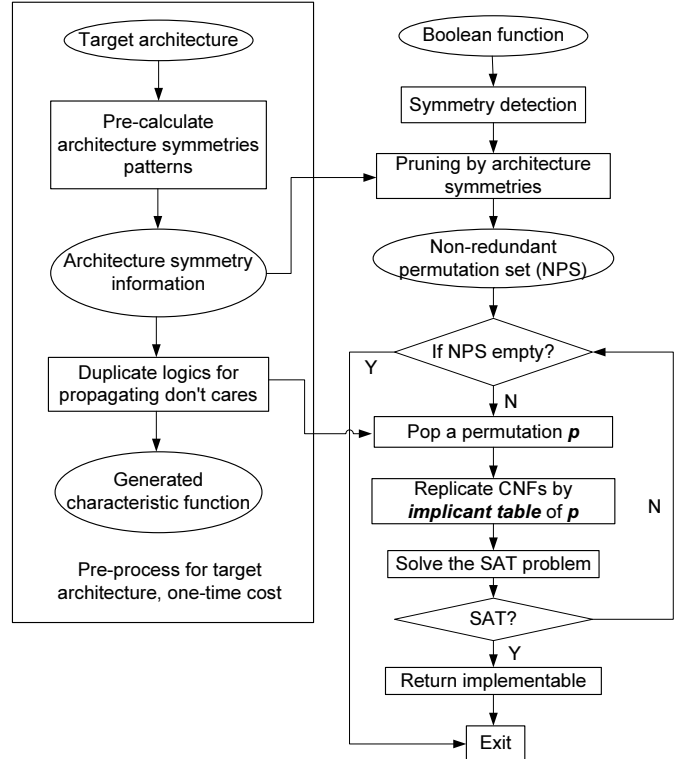 Target architecture
Pre-calculate
architecture symmetries
patterns
Architecture symmetry
information
Duplicate logics for
propagating don't cares
Generated
characteristic function
Pre-process for target
architecture, one-time cost
Boolean function
Symmetry detection
Pruning by architecture
symmetries
Non-redundant
permutation set (NPS)
If NPS empty?
Y
N
Pop a permutation p
Replicate CNFs by
implicant table of p
N
Solve the SAT problem
SAT?
Y
Return implementable
Exit